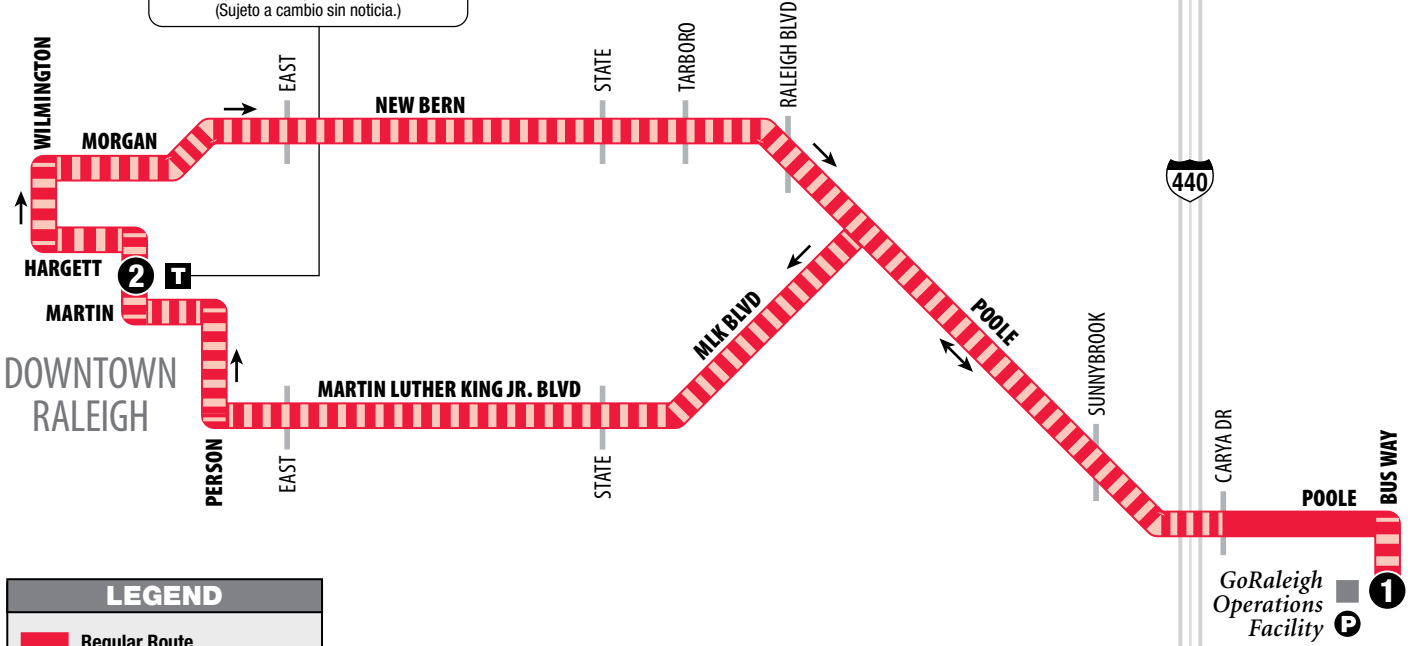 (Sujeto a cambio sin noticia.)
WILMINGTON
MORGAN
EAST
NEW BERN
STATE
TARBORO
RALEIGH BLVD
440
HARGETT
2
T
MARTIN
DOWNTOWN
RALEIGH
PERSON
MARTIN LUTHER KING JR. BLVD
EAST
STATE
MLK BLVD
POOLE
SUNNYBROOK
CARYA DR
POOLE
BUS WAY
GoRaleigh
Operations
Facility
P
1
LEGEND
Regular Route